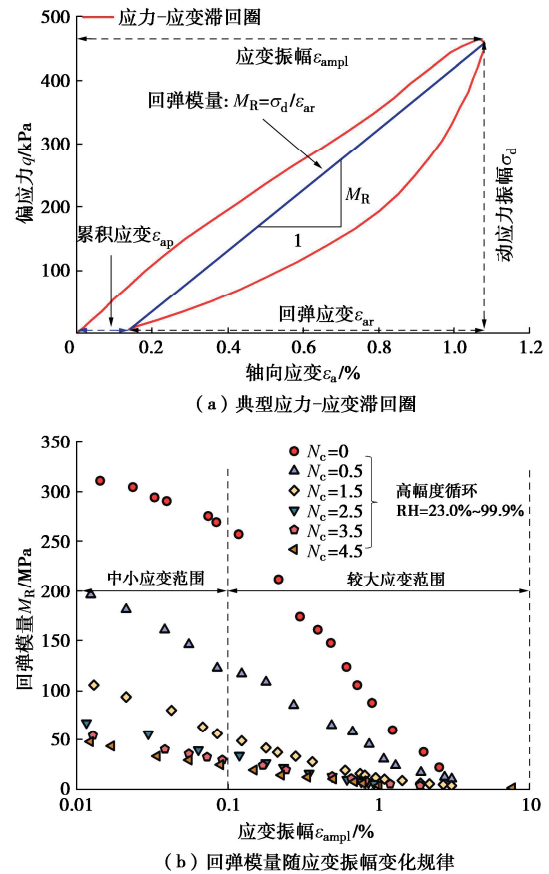 应力-应变滞回圈
应变振幅εampl
回弹模量: MR=σd/εar
MR
1
累积应变εap
回弹应变εar
动应力振幅σd
偏应力q/kPa
500
400
300
200
100
0
0 0.2 0.4 0.6 0.8 1.0 1.2
轴向应变εa/%
（a）典型应力-应变滞回圈
Nc=0
Nc=0.5
Nc=1.5
Nc=2.5
Nc=3.5
Nc=4.5
高幅度循环
RH=23.0%~99.9%
中小应变范围
较大应变范围
回弹模量MR/MPa
350
300
250
200
150
100
50
0
0.01 0.1 1 10
应变振幅εampl/%
（b）回弹模量随应变振幅变化规律